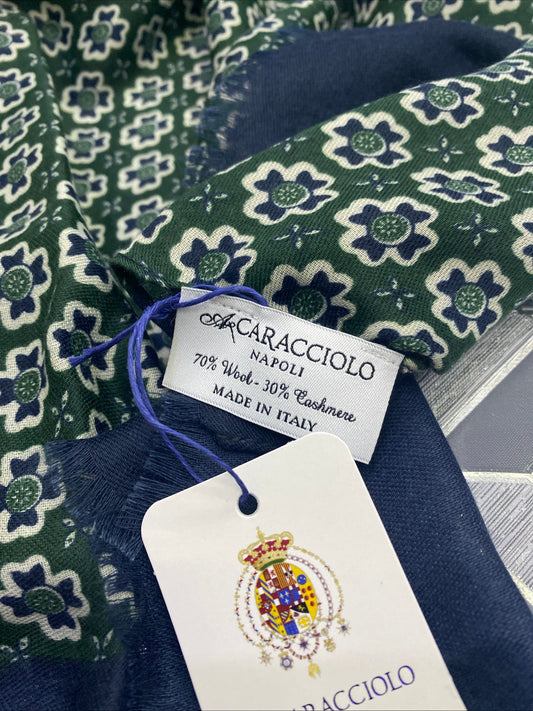 CARACCIOLO
NAPOLI
70% Wool - 30% Cashmere
MADE IN ITALY
CARACCIOLO